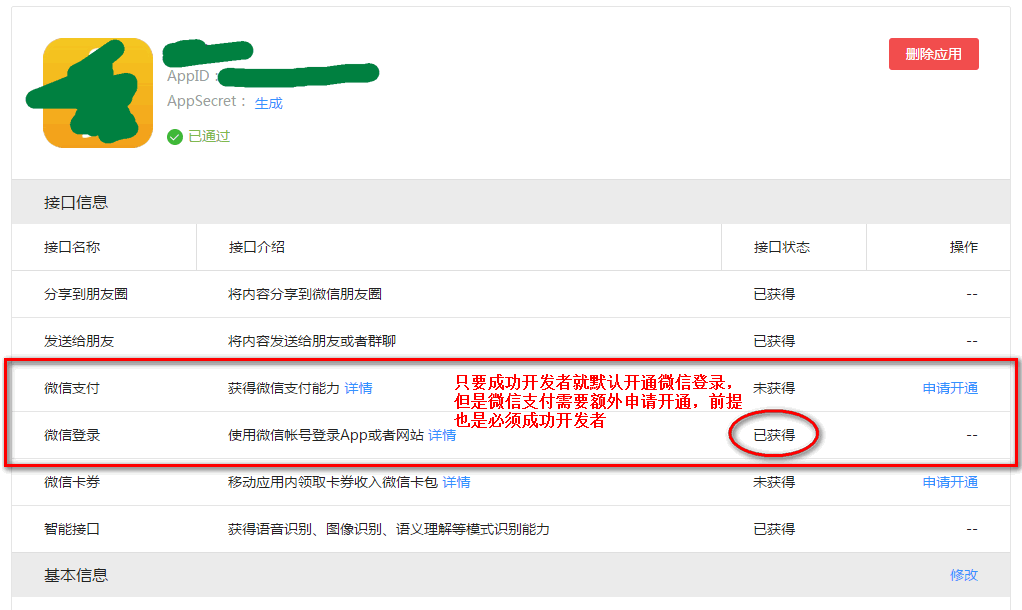 删除应用
AppID：
AppSecret： 生成
已通过
接口信息
接口名称 接口介绍 接口状态 操作
分享到朋友圈 将内容分享到微信朋友圈 已获得 --
发送给朋友 将内容发送给朋友或者群聊 已获得 --
微信支付 获得微信支付能力 详情 未获得 申请开通
只要成功开发者就默认开通微信登录，
但是微信支付需要额外申请开通，前提
也是必须成功开发者
微信登录 使用微信帐号登录App或者网站 详情 已获得 --
微信卡券 移动应用内领取卡券收入微信卡包 详情 未获得 申请开通
智能接口 获得语音识别、图像识别、语义理解等模式识别能力 已获得 --
基本信息 修改